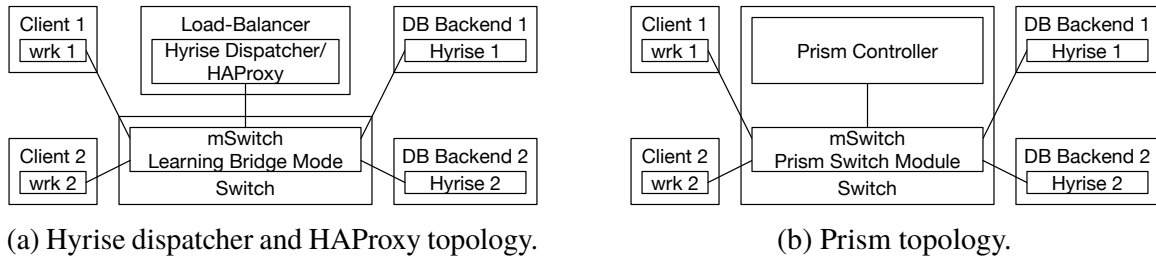 Client 1
wrk 1
Load-Balancer
Hyrise Dispatcher/
HAProxy
DB Backend 1
Hyrise 1
mSwitch
Learning Bridge Mode
Switch
Client 2
wrk 2
DB Backend 2
Hyrise 2
(a) Hyrise dispatcher and HAProxy topology.
Client 1
wrk 1
Prism Controller
DB Backend 1
Hyrise 1
mSwitch
Prism Switch Module
Switch
Client 2
wrk 2
DB Backend 2
Hyrise 2
(b) Prism topology.